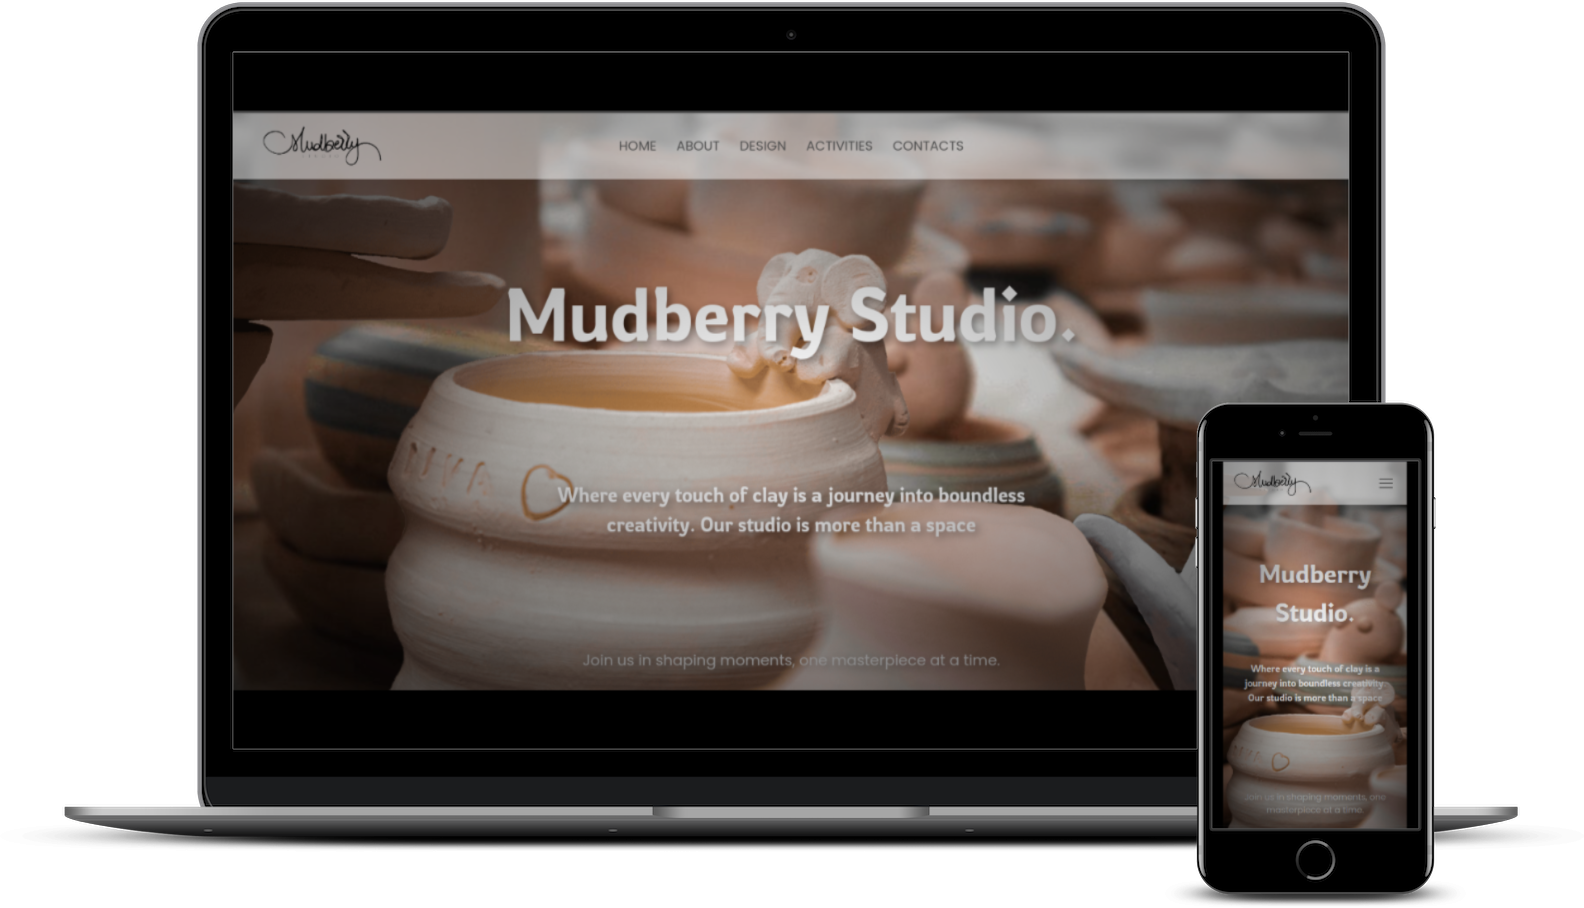 Mudberry
HOME ABOUT DESIGN ACTIVITIES CONTACTS
Mudberry Studio.
Where every touch of clay is a journey into boundless
creativity. Our studio is more than a space
Join us in shaping moments, one masterpiece at a time.
Mudberry
Mudberry
Studio.
Where every touch of clay is a
journey into boundless creativity.
Our studio is more than a space
Join us in shaping moments, one
masterpiece at a time.